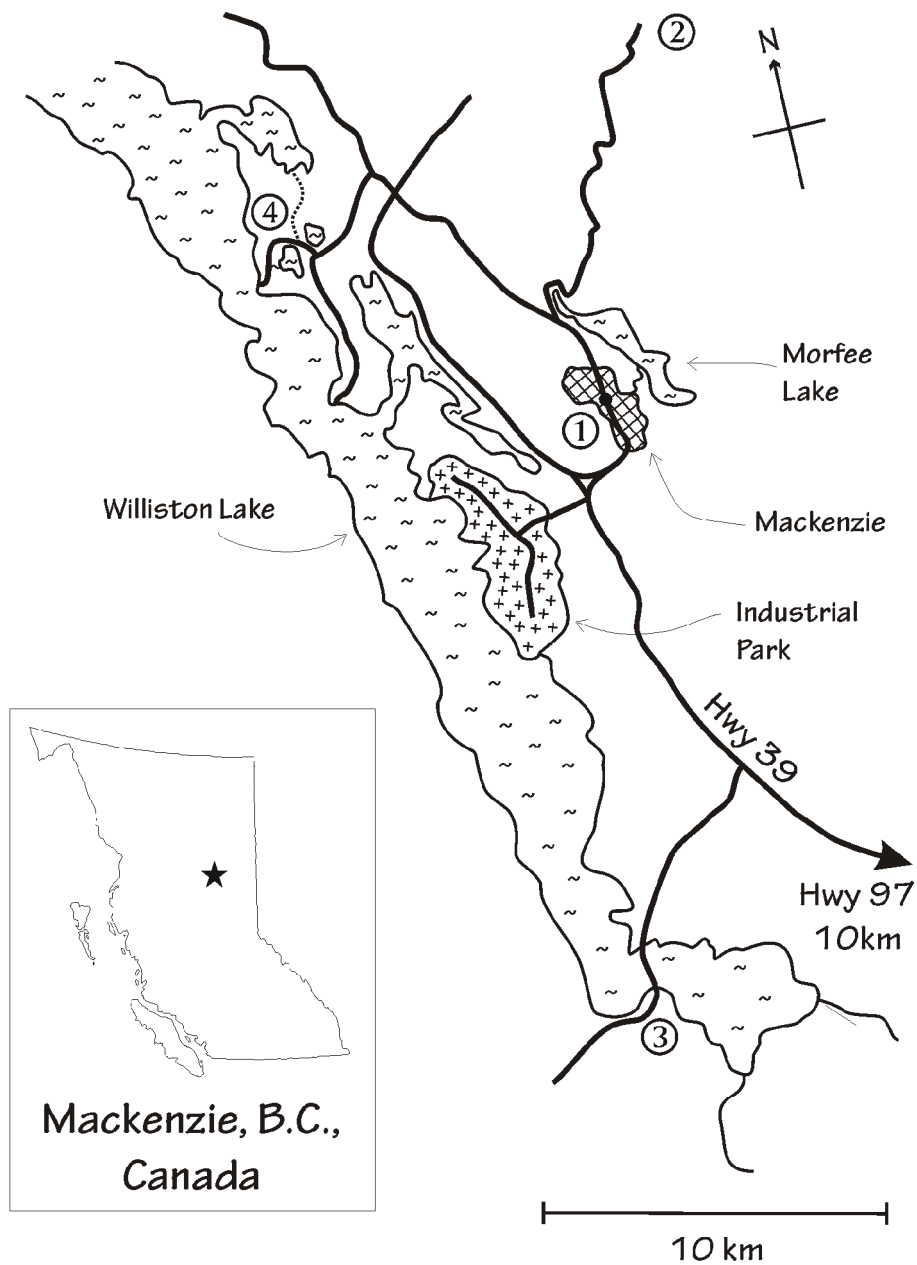 ②
N
④
Morfee
Lake
①
Williston Lake
Mackenzie
Industrial
Park
Hwy 39
Hwy 97
10km
③
Mackenzie, B.C.,
Canada
10 km